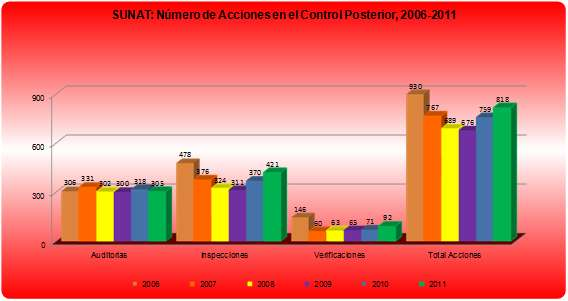 SUNAT: Número de Acciones en el Control Posterior, 2006-2011
900
600
300
0
306 331 302 300 318 305
478 376 324 311 370 421
146 60 63 65 71 92
930 767 689 676 759 818
Auditorias Inspecciones Verificaciones Total Acciones
2006 2007 2008 2009 2010 2011